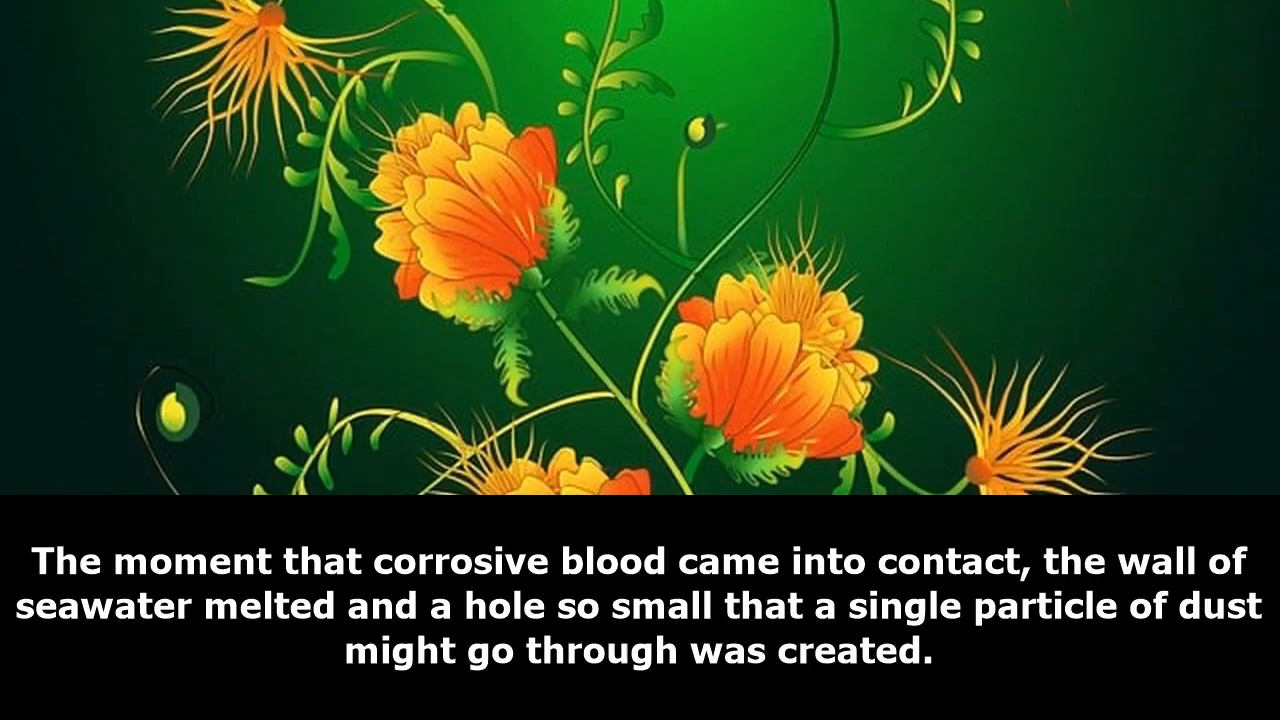 The moment that corrosive blood came into contact, the wall of
seawater melted and a hole so small that a single particle of dust
might go through was created.